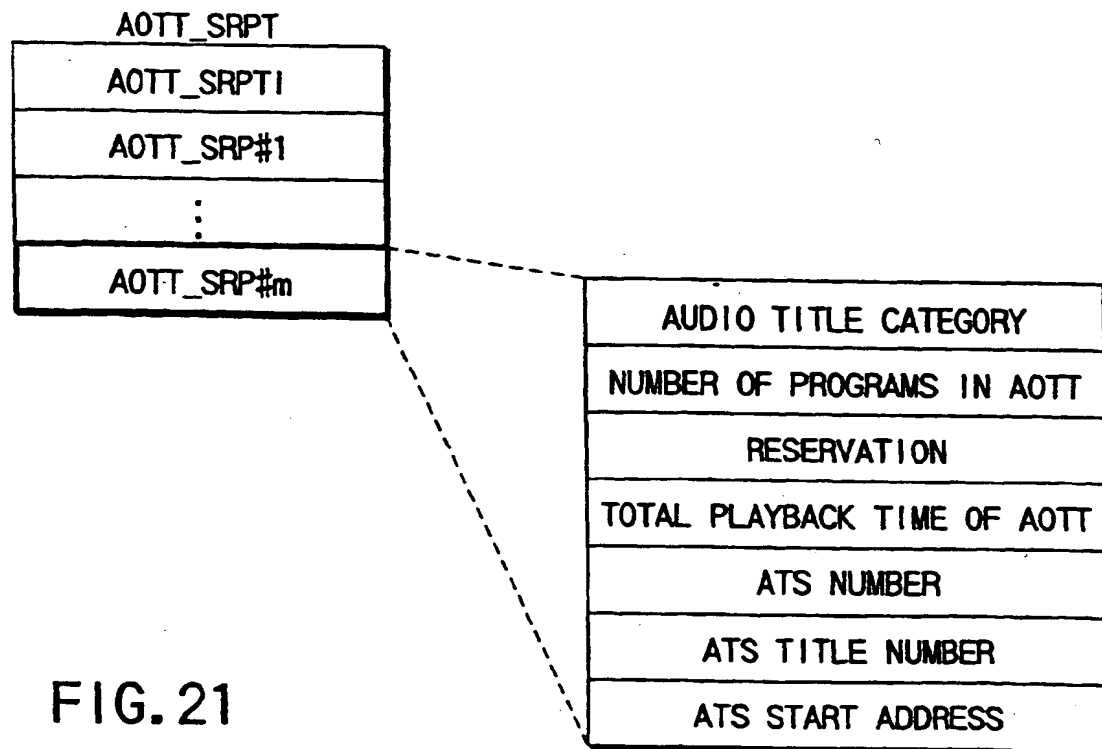 AOTT_SRPT
AOTT_SRPTI
AOTT_SRP#1
⋮
AOTT_SRP#m
AUDIO TITLE CATEGORY
NUMBER OF PROGRAMS IN AOTT
RESERVATION
TOTAL PLAYBACK TIME OF AOTT
ATS NUMBER
ATS TITLE NUMBER
ATS START ADDRESS
FIG.21